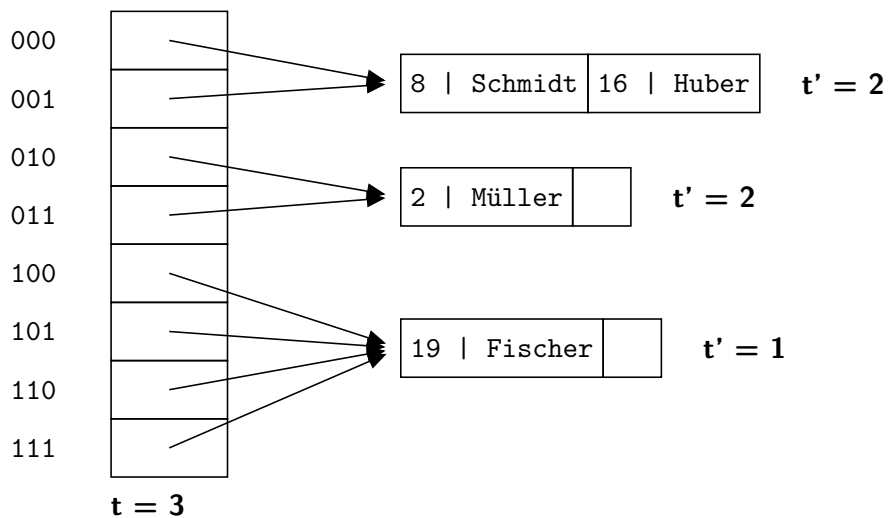 000
001
010
011
100
101
110
111
t = 3
8 | Schmidt 16 | Huber t' = 2
2 | Müller t' = 2
19 | Fischer t' = 1